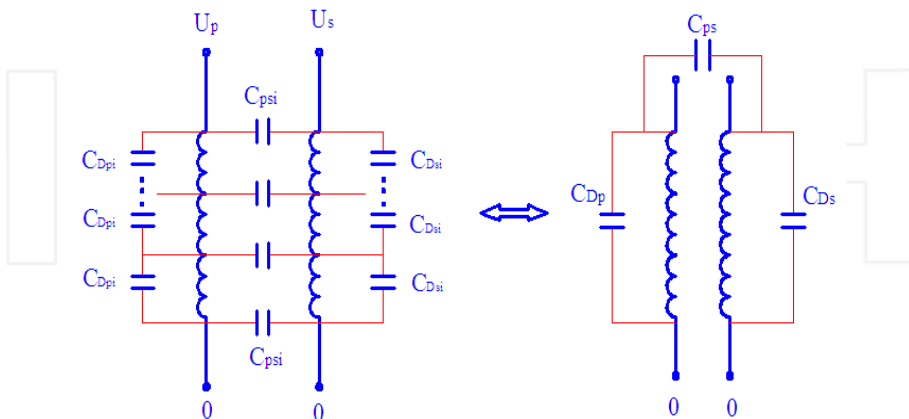 Up Us
Cps
Cpsi
CDpi CDsi
CDpi CDsi
CDp CDs
CDpi CDsi
Cpsi
0 0 0 0